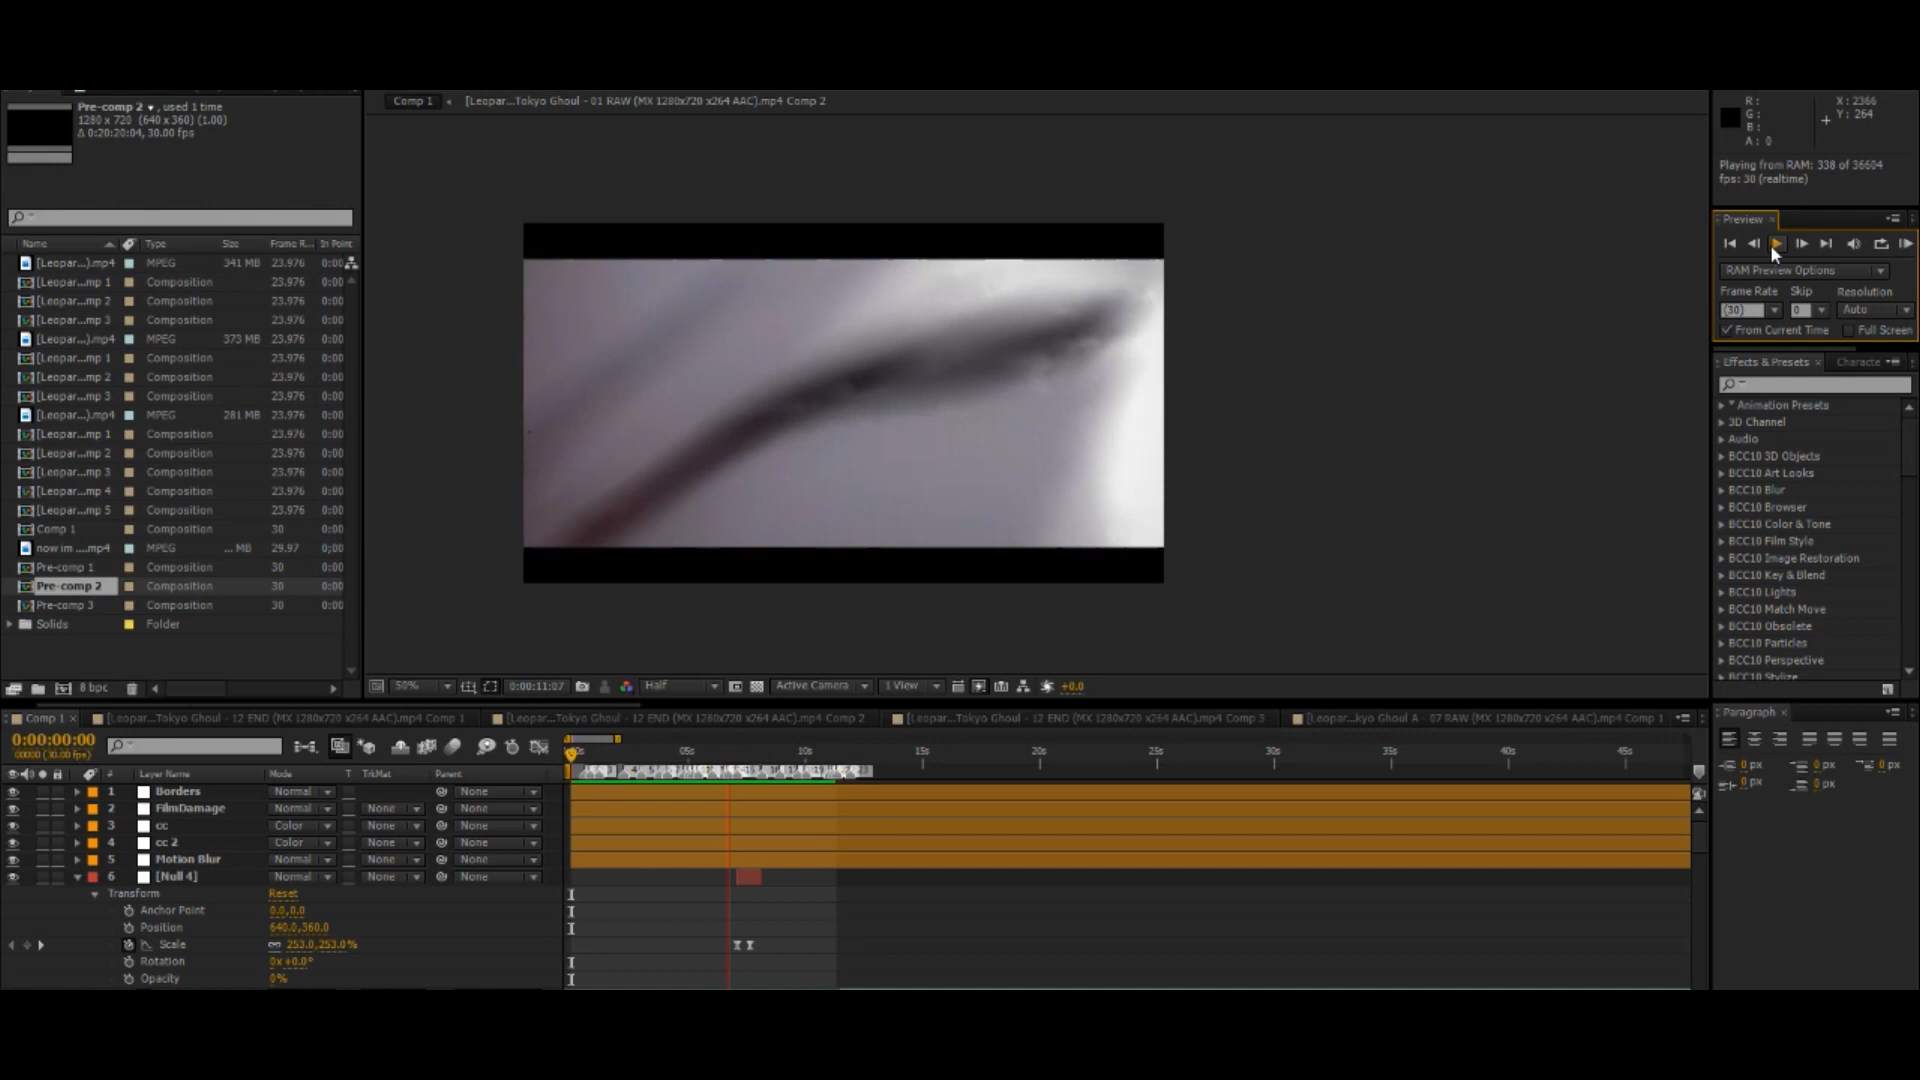 Pre-comp 2 ▾, used 1 time
1280 x 720 (640 x 360) (1.00)
Δ 0:20:20:04, 30.00 fps
Name Type Size Frame R... In Point
[Leopar...).mp4 MPEG 341 MB 23.976 0:00
[Leopar...mp 1 Composition 23.976 0:00
[Leopar...mp 2 Composition 23.976 0:00
[Leopar...mp 3 Composition 23.976 0:00
[Leopar...).mp4 MPEG 373 MB 23.976 0:00
[Leopar...mp 1 Composition 23.976 0:00
[Leopar...mp 2 Composition 23.976 0:00
[Leopar...mp 3 Composition 23.976 0:00
[Leopar...).mp4 MPEG 281 MB 23.976 0:00
[Leopar...mp 1 Composition 23.976 0:00
[Leopar...mp 2 Composition 23.976 0:00
[Leopar...mp 3 Composition 23.976 0:00
[Leopar...mp 4 Composition 23.976 0:00
[Leopar...mp 5 Composition 23.976 0:00
Comp 1 Composition 30 0:00
now im ....mp4 MPEG ... MB 29.97 0;00
Pre-comp 1 Composition 30 0:00
Pre-comp 2 Composition 30 0:00
Pre-comp 3 Composition 30 0:00
Solids Folder
8 bpc
Comp 1 [Leopar...Tokyo Ghoul - 01 RAW (MX 1280x720 x264 AAC).mp4 Comp 2
50% 0:00:11:07 Half Active Camera 1 View +0.0
R: X: 2366
G: Y: 264
B:
A: 0
Playing from RAM: 338 of 36604
fps: 30 (realtime)
Preview
RAM Preview Options
Frame Rate Skip Resolution
(30) 0 Auto
From Current Time Full Screen
Effects & Presets Characte
* Animation Presets
3D Channel
Audio
BCC10 3D Objects
BCC10 Art Looks
BCC10 Blur
BCC10 Browser
BCC10 Color & Tone
BCC10 Film Style
BCC10 Image Restoration
BCC10 Key & Blend
BCC10 Lights
BCC10 Match Move
BCC10 Obsolete
BCC10 Particles
BCC10 Perspective
BCC10 Stylize
Paragraph
0 px 0 px 0 px
0 px 0 px
Comp 1 [Leopar...Tokyo Ghoul - 12 END (MX 1280x720 x264 AAC).mp4 Comp 1 [Leopar...Tokyo Ghoul - 12 END (MX 1280x720 x264 AAC).mp4 Comp 2 [Leopar...Tokyo Ghoul - 12 END (MX 1280x720 x264 AAC).mp4 Comp 3 [Leopar...kyo Ghoul A - 07 RAW (MX 1280x720 x264 AAC).mp4 Comp 1
0:00:00:00
00000 (30.00 fps)
05s 10s 15s 20s 25s 30s 35s 40s 45s
# Layer Name Mode T TrkMat Parent
1 Borders Normal None
2 FilmDamage Normal None None
3 cc Color None None
4 cc 2 Color None None
5 Motion Blur Normal None None
6 [Null 4] Normal None None
Transform Reset
Anchor Point 0.0,0.0
Position 640.0,360.0
Scale 253.0,253.0%
Rotation 0x+0.0°
Opacity 0%